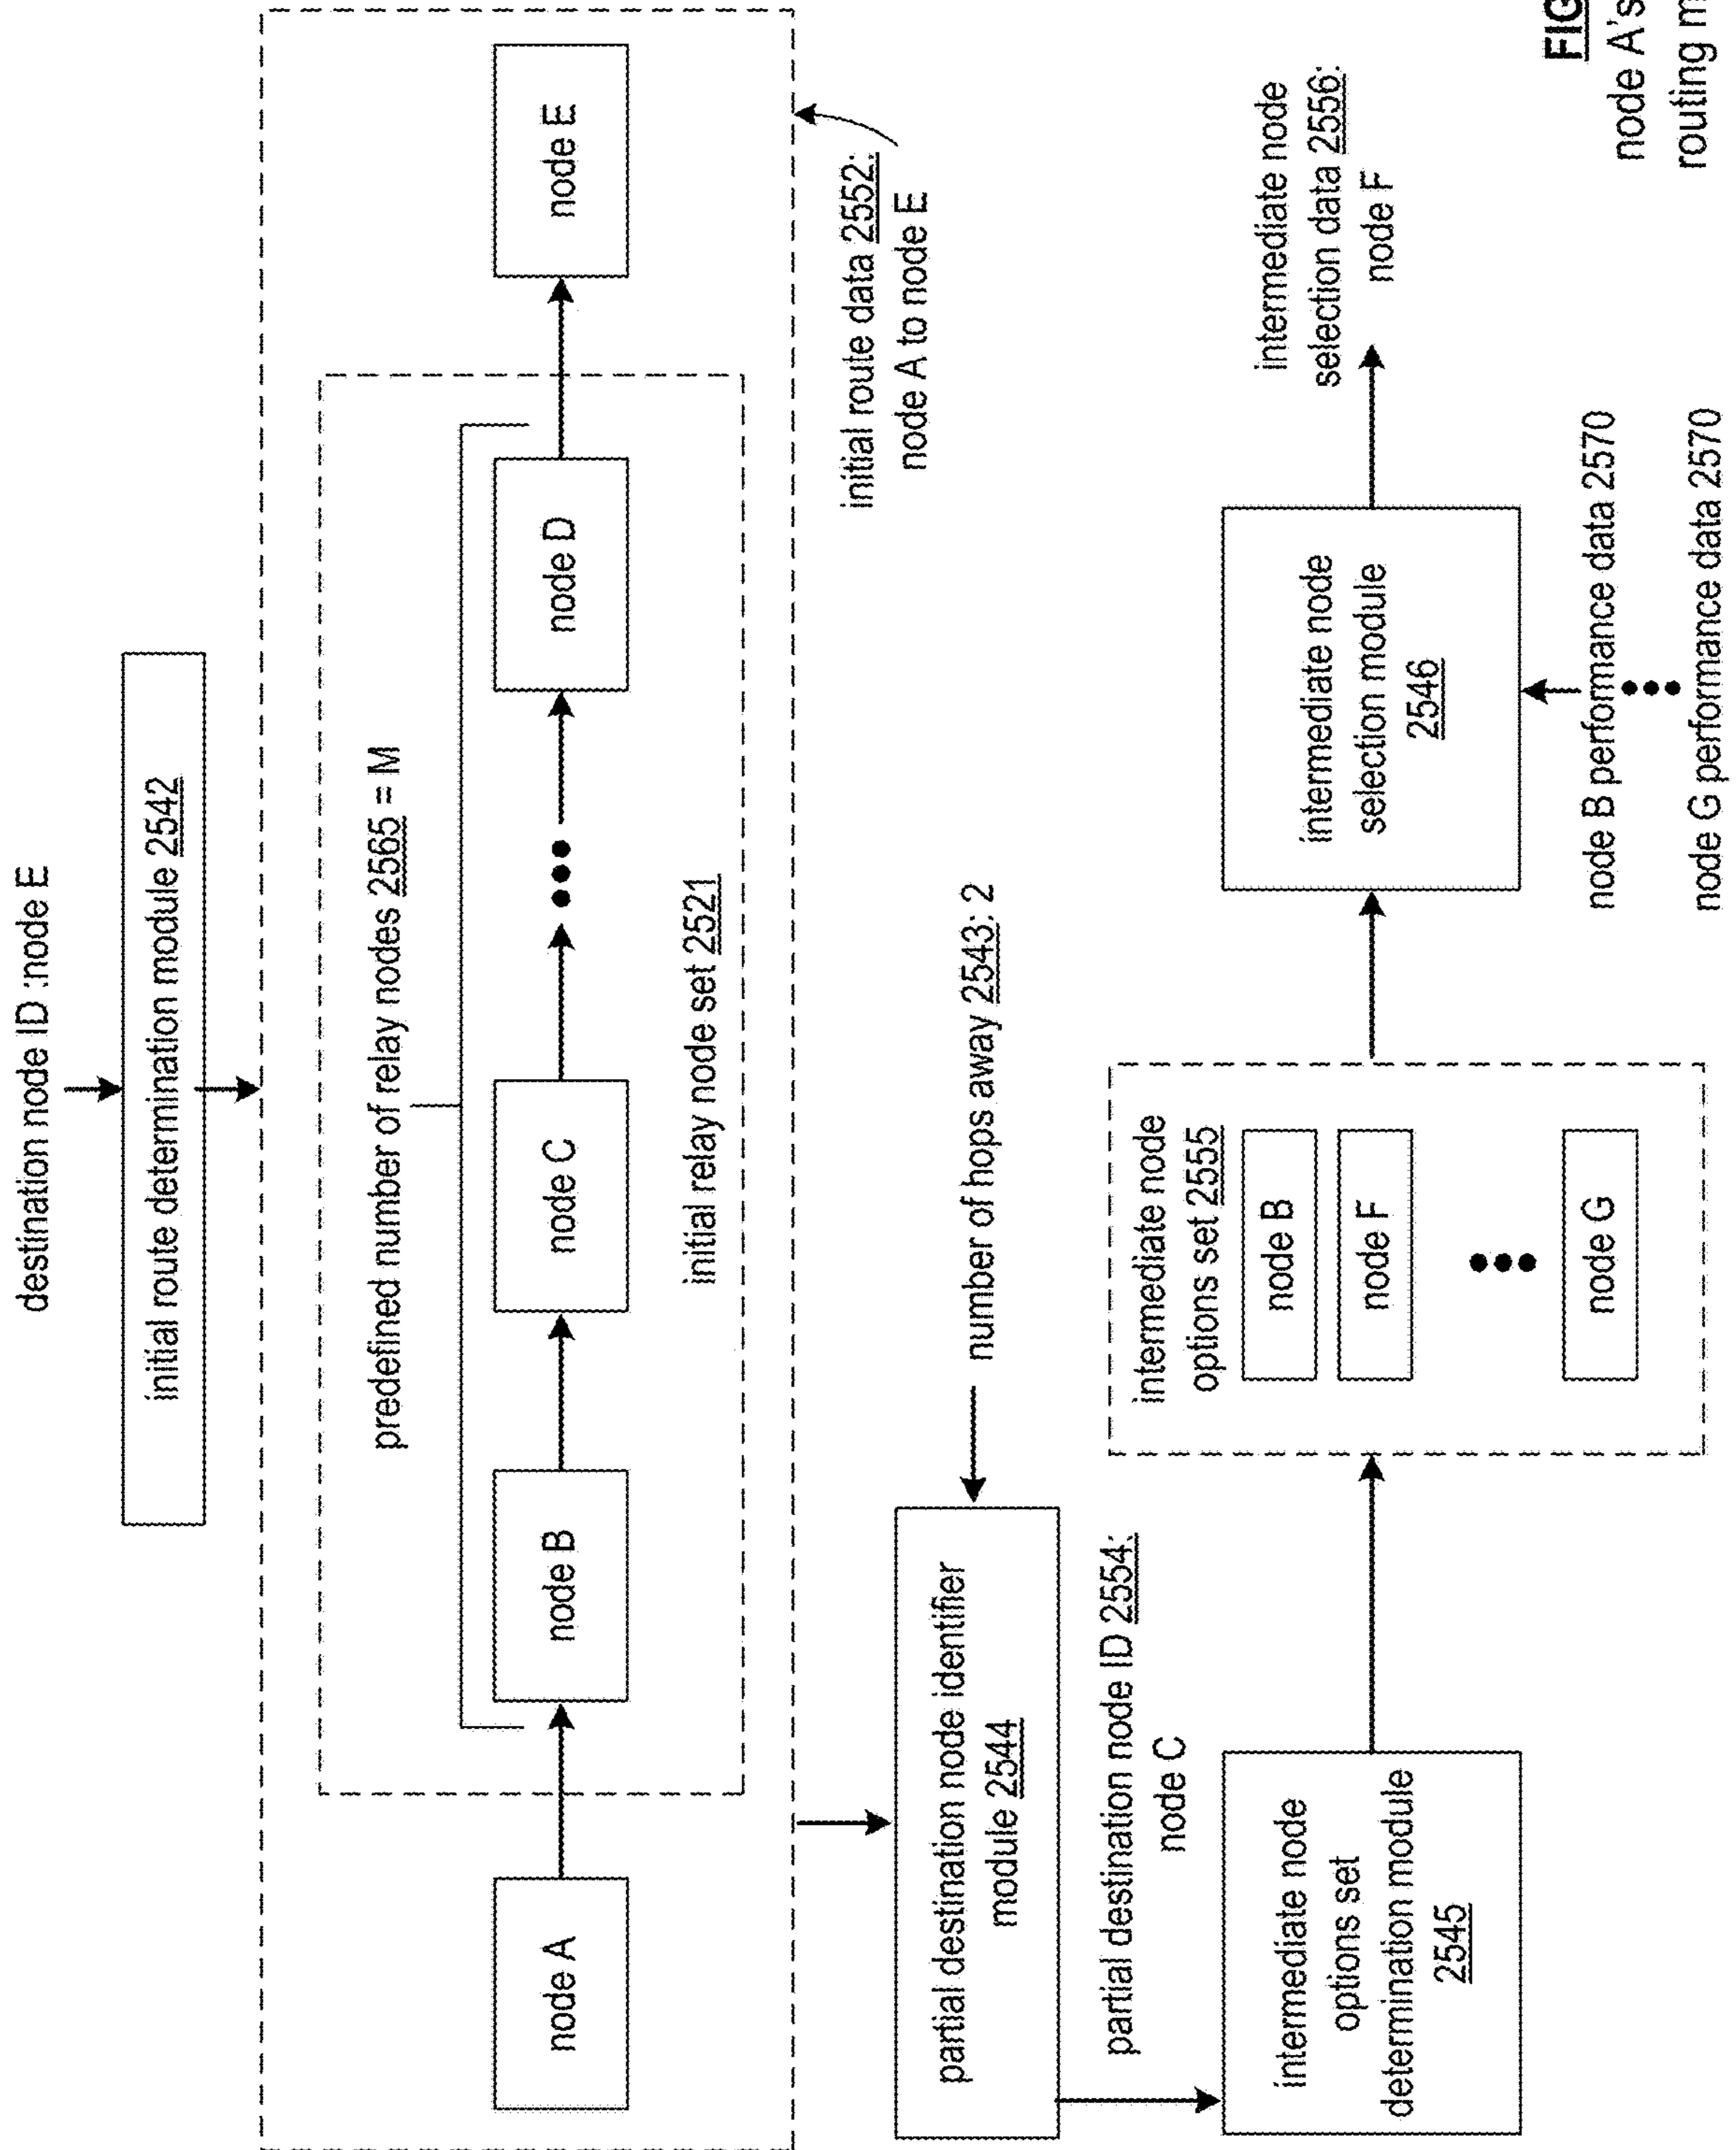 destination node ID :node E
initial route determination module 2542
predefined number of relay nodes 2565 = M
node A
node B
node C
node D
node E
initial relay node set 2521
initial route data 2552:
node A to node E
number of hops away 2543: 2
partial destination node identifier
module 2544
partial destination node ID 2554:
node C
intermediate node
options set
determination module
2545
intermediate node
options set 2555
node B
node F
node G
intermediate node
selection module
2546
intermediate node
selection data 2556:
node F
node B performance data 2570
node G performance data 2570
FIG
node A's
routing m